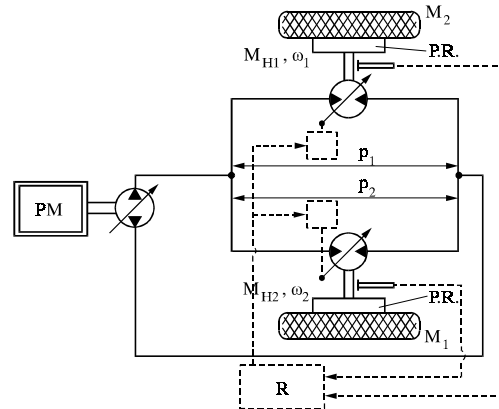 M2
P.R.
MH1, ω1
p1
p2
PM
MH2, ω2
P.R.
M1
R